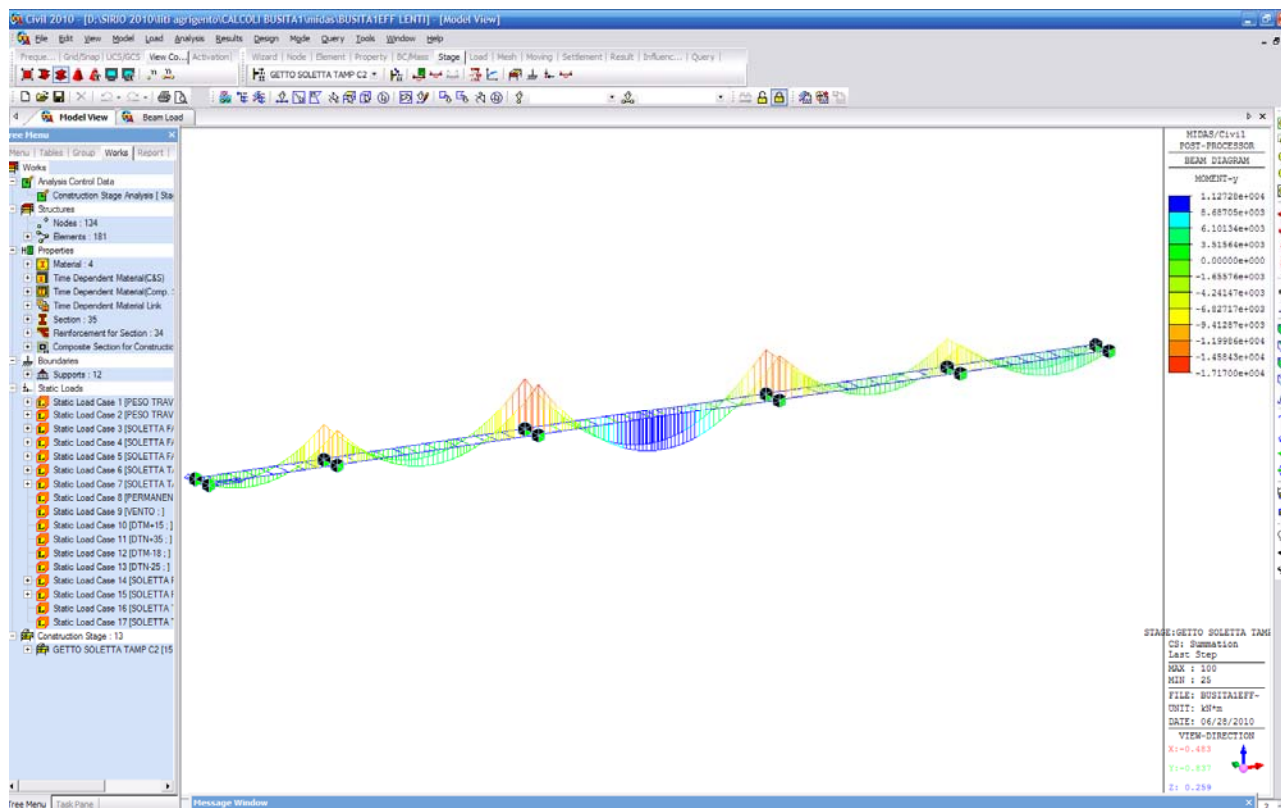 Civil 2010 - [D:\SIRIO 2010\liti agrigento\CALCOLI BUSITA1\midas\BUSITA1EFF LENTI] - [Model View]
File Edit View Model Load Analysis Results Design Mode Query Tools Window Help
Freque... | Grid/Snap | UCS/GCS View Co... Activation | Wizard | Node | Element | Property | BC/Mass Stage | Load | Mesh | Moving | Settlement | Result | Influenc... | Query |
GETTO SOLETTA TAMP C2
Model View Beam Load
ree Menu
Menu | Tables | Group Works Report |
Works
Analysis Control Data
Construction Stage Analysis [ Sta
Structures
Nodes : 134
Elements : 181
Properties
Material : 4
Time Dependent Material(C&S)
Time Dependent Material(Comp. S
Time Dependent Material Link
Section : 35
Reinforcement for Section : 34
Composite Section for Constructic
Boundaries
Supports : 12
Static Loads
Static Load Case 1 [PESO TRAV
Static Load Case 2 [PESO TRAV
Static Load Case 3 [SOLETTA FA
Static Load Case 4 [SOLETTA FA
Static Load Case 5 [SOLETTA FA
Static Load Case 6 [SOLETTA TA
Static Load Case 7 [SOLETTA TA
Static Load Case 8 [PERMANEN
Static Load Case 9 [VENTO ; ]
Static Load Case 10 [DTM+15 ; ]
Static Load Case 11 [DTN+35 ; ]
Static Load Case 12 [DTM-18 ; ]
Static Load Case 13 [DTN-25 ; ]
Static Load Case 14 [SOLETTA F
Static Load Case 15 [SOLETTA F
Static Load Case 16 [SOLETTA T
Static Load Case 17 [SOLETTA T
Construction Stage : 13
GETTO SOLETTA TAMP C2 [15
ree Menu Task Pane
Message Window
MIDAS/Civil
POST-PROCESSOR
BEAM DIAGRAM
MOMENT-y
1.12728e+004
8.68705e+003
6.10134e+003
3.51564e+003
0.00000e+000
-1.65576e+003
-4.24147e+003
-6.82717e+003
-9.41287e+003
-1.19986e+004
-1.45843e+004
-1.71700e+004
STAGE:GETTO SOLETTA TAM
CS: Summation
Last Step
MAX : 100
MIN : 25
FILE: BUSITA1EFF~
UNIT: kN*m
DATE: 06/28/2010
VIEW-DIRECTION
X:-0.483
Y:-0.837
Z: 0.259